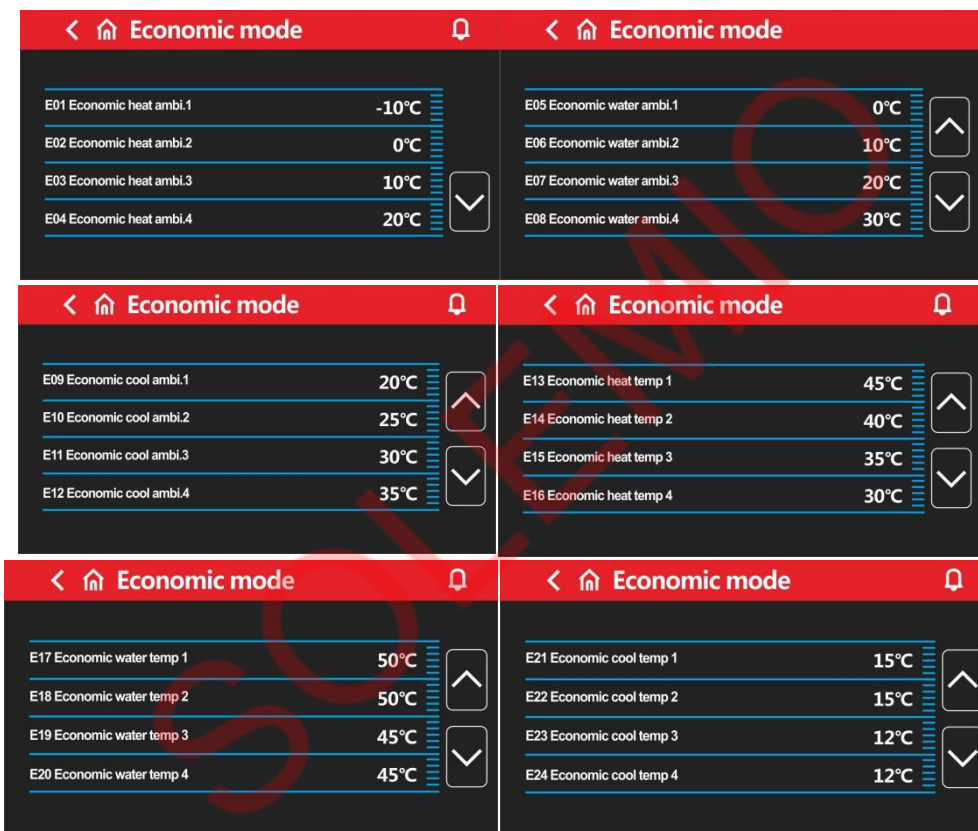 Economic mode
E01 Economic heat ambi.1 -10℃
E02 Economic heat ambi.2 0℃
E03 Economic heat ambi.3 10℃
E04 Economic heat ambi.4 20℃
Economic mode
E05 Economic water ambi.1 0℃
E06 Economic water ambi.2 10℃
E07 Economic water ambi.3 20℃
E08 Economic water ambi.4 30℃
Economic mode
E09 Economic cool ambi.1 20℃
E10 Economic cool ambi.2 25℃
E11 Economic cool ambi.3 30℃
E12 Economic cool ambi.4 35℃
Economic mode
E13 Economic heat temp 1 45℃
E14 Economic heat temp 2 40℃
E15 Economic heat temp 3 35℃
E16 Economic heat temp 4 30℃
Economic mode
E17 Economic water temp 1 50℃
E18 Economic water temp 2 50℃
E19 Economic water temp 3 45℃
E20 Economic water temp 4 45℃
Economic mode
E21 Economic cool temp 1 15℃
E22 Economic cool temp 2 15℃
E23 Economic cool temp 3 12℃
E24 Economic cool temp 4 12℃
SOLEMIO